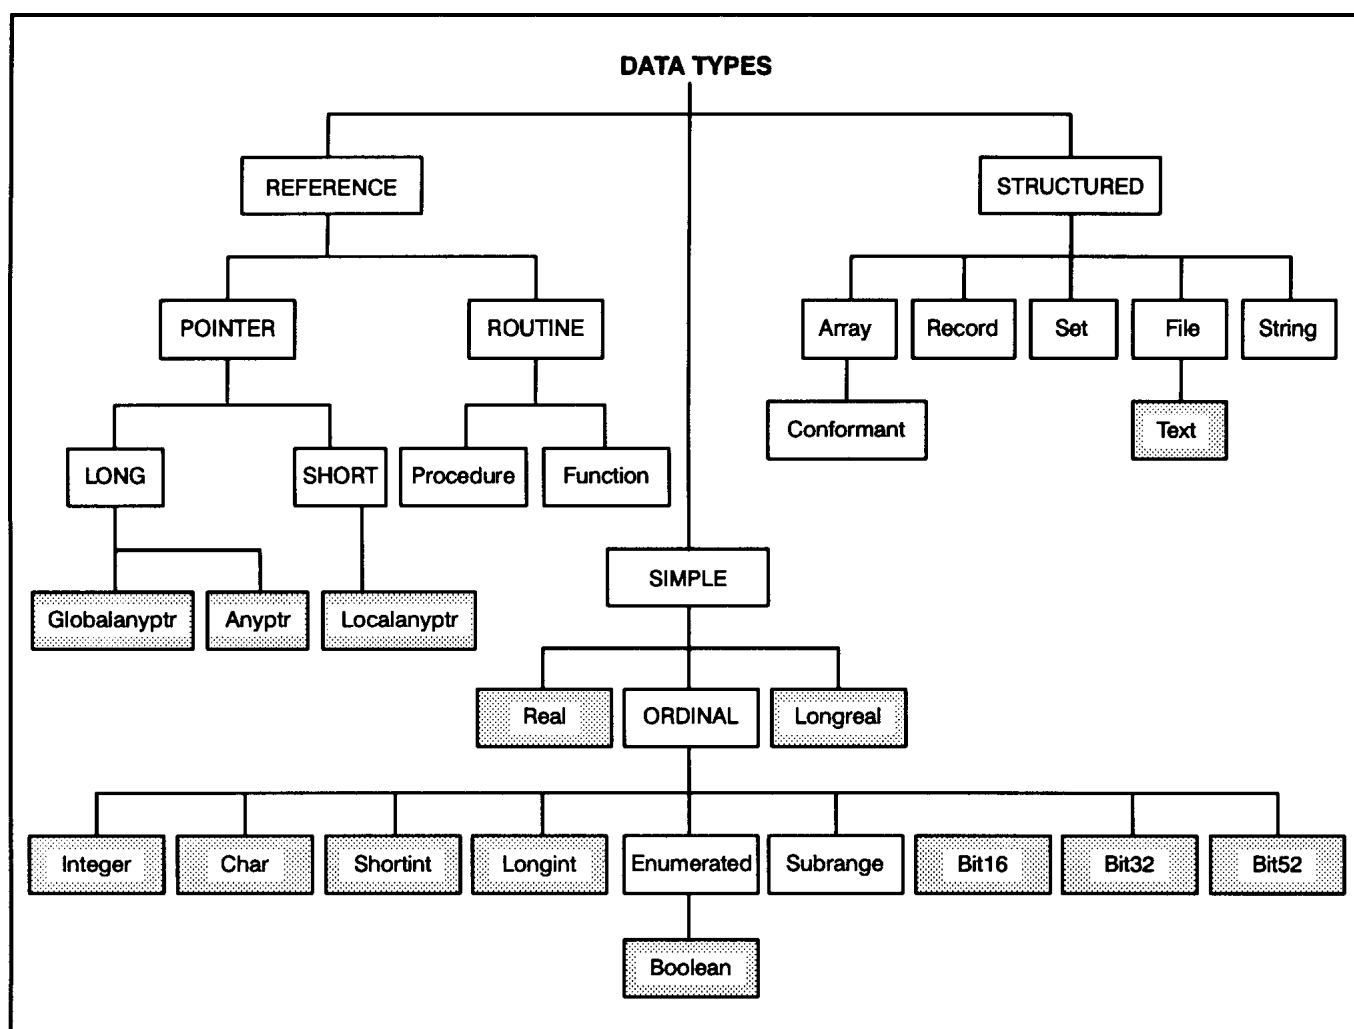 DATA TYPES
REFERENCE
STRUCTURED
POINTER
ROUTINE
Array
Record
Set
File
String
Conformant
Text
LONG
SHORT
Procedure
Function
SIMPLE
Globalanyptr
Anyptr
Localanyptr
Real
ORDINAL
Longreal
Integer
Char
Shortint
Longint
Enumerated
Subrange
Bit16
Bit32
Bit52
Boolean